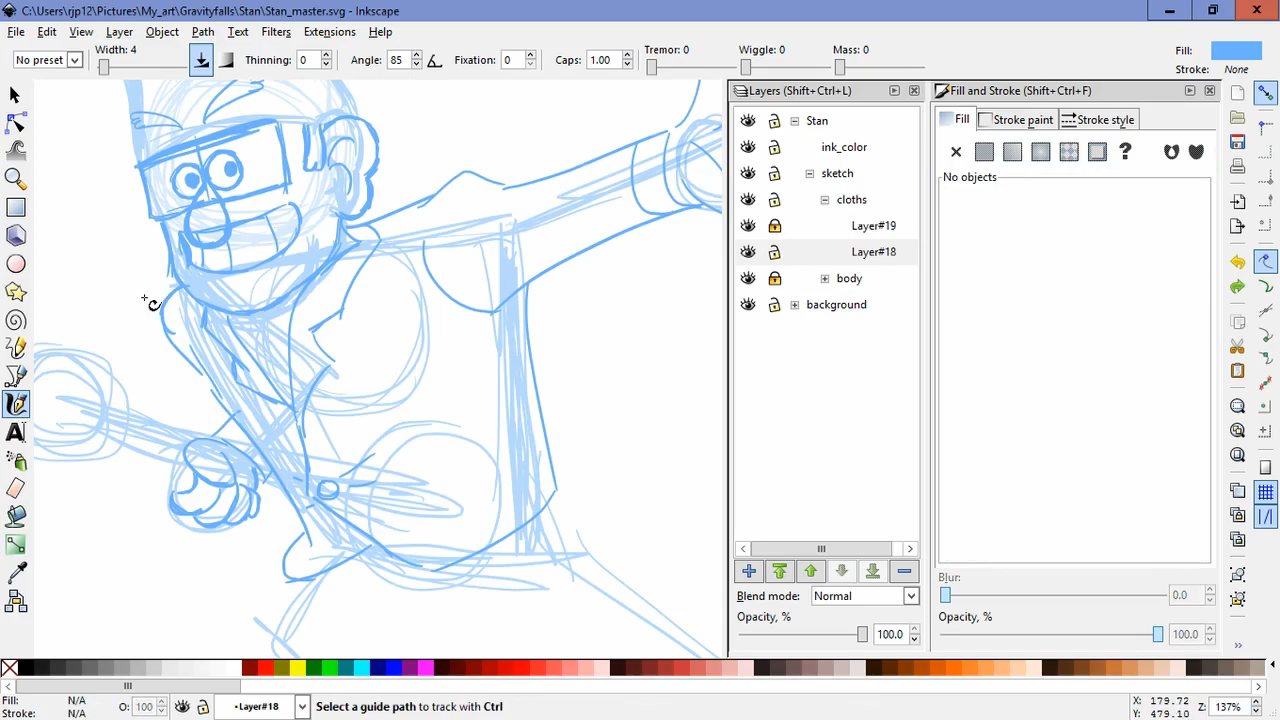 C:\Users\rjp12\Pictures\My_art\Gravityfalls\Stan\Stan_master.svg - Inkscape
File Edit View Layer Object Path Text Filters Extensions Help
No preset Width: 4 Thinning: 0 Angle: 85 Fixation: 0 Caps: 1.00 Tremor: 0 Wiggle: 0 Mass: 0 Fill: Stroke: None
Layers (Shift+Ctrl+L) Fill and Stroke (Shift+Ctrl+F)
Stan
Fill Stroke paint Stroke style
ink_color
?
sketch
No objects
cloths
Layer#19
Layer#18
body
background
Blur:
0.0
Blend mode: Normal
Opacity, % Opacity, %
100.0 100.0
Fill: N/A
Stroke: N/A
O: 100
•Layer#18
Select a guide path to track with Ctrl
X: 179.72
Y: 479.10
Z: 137%